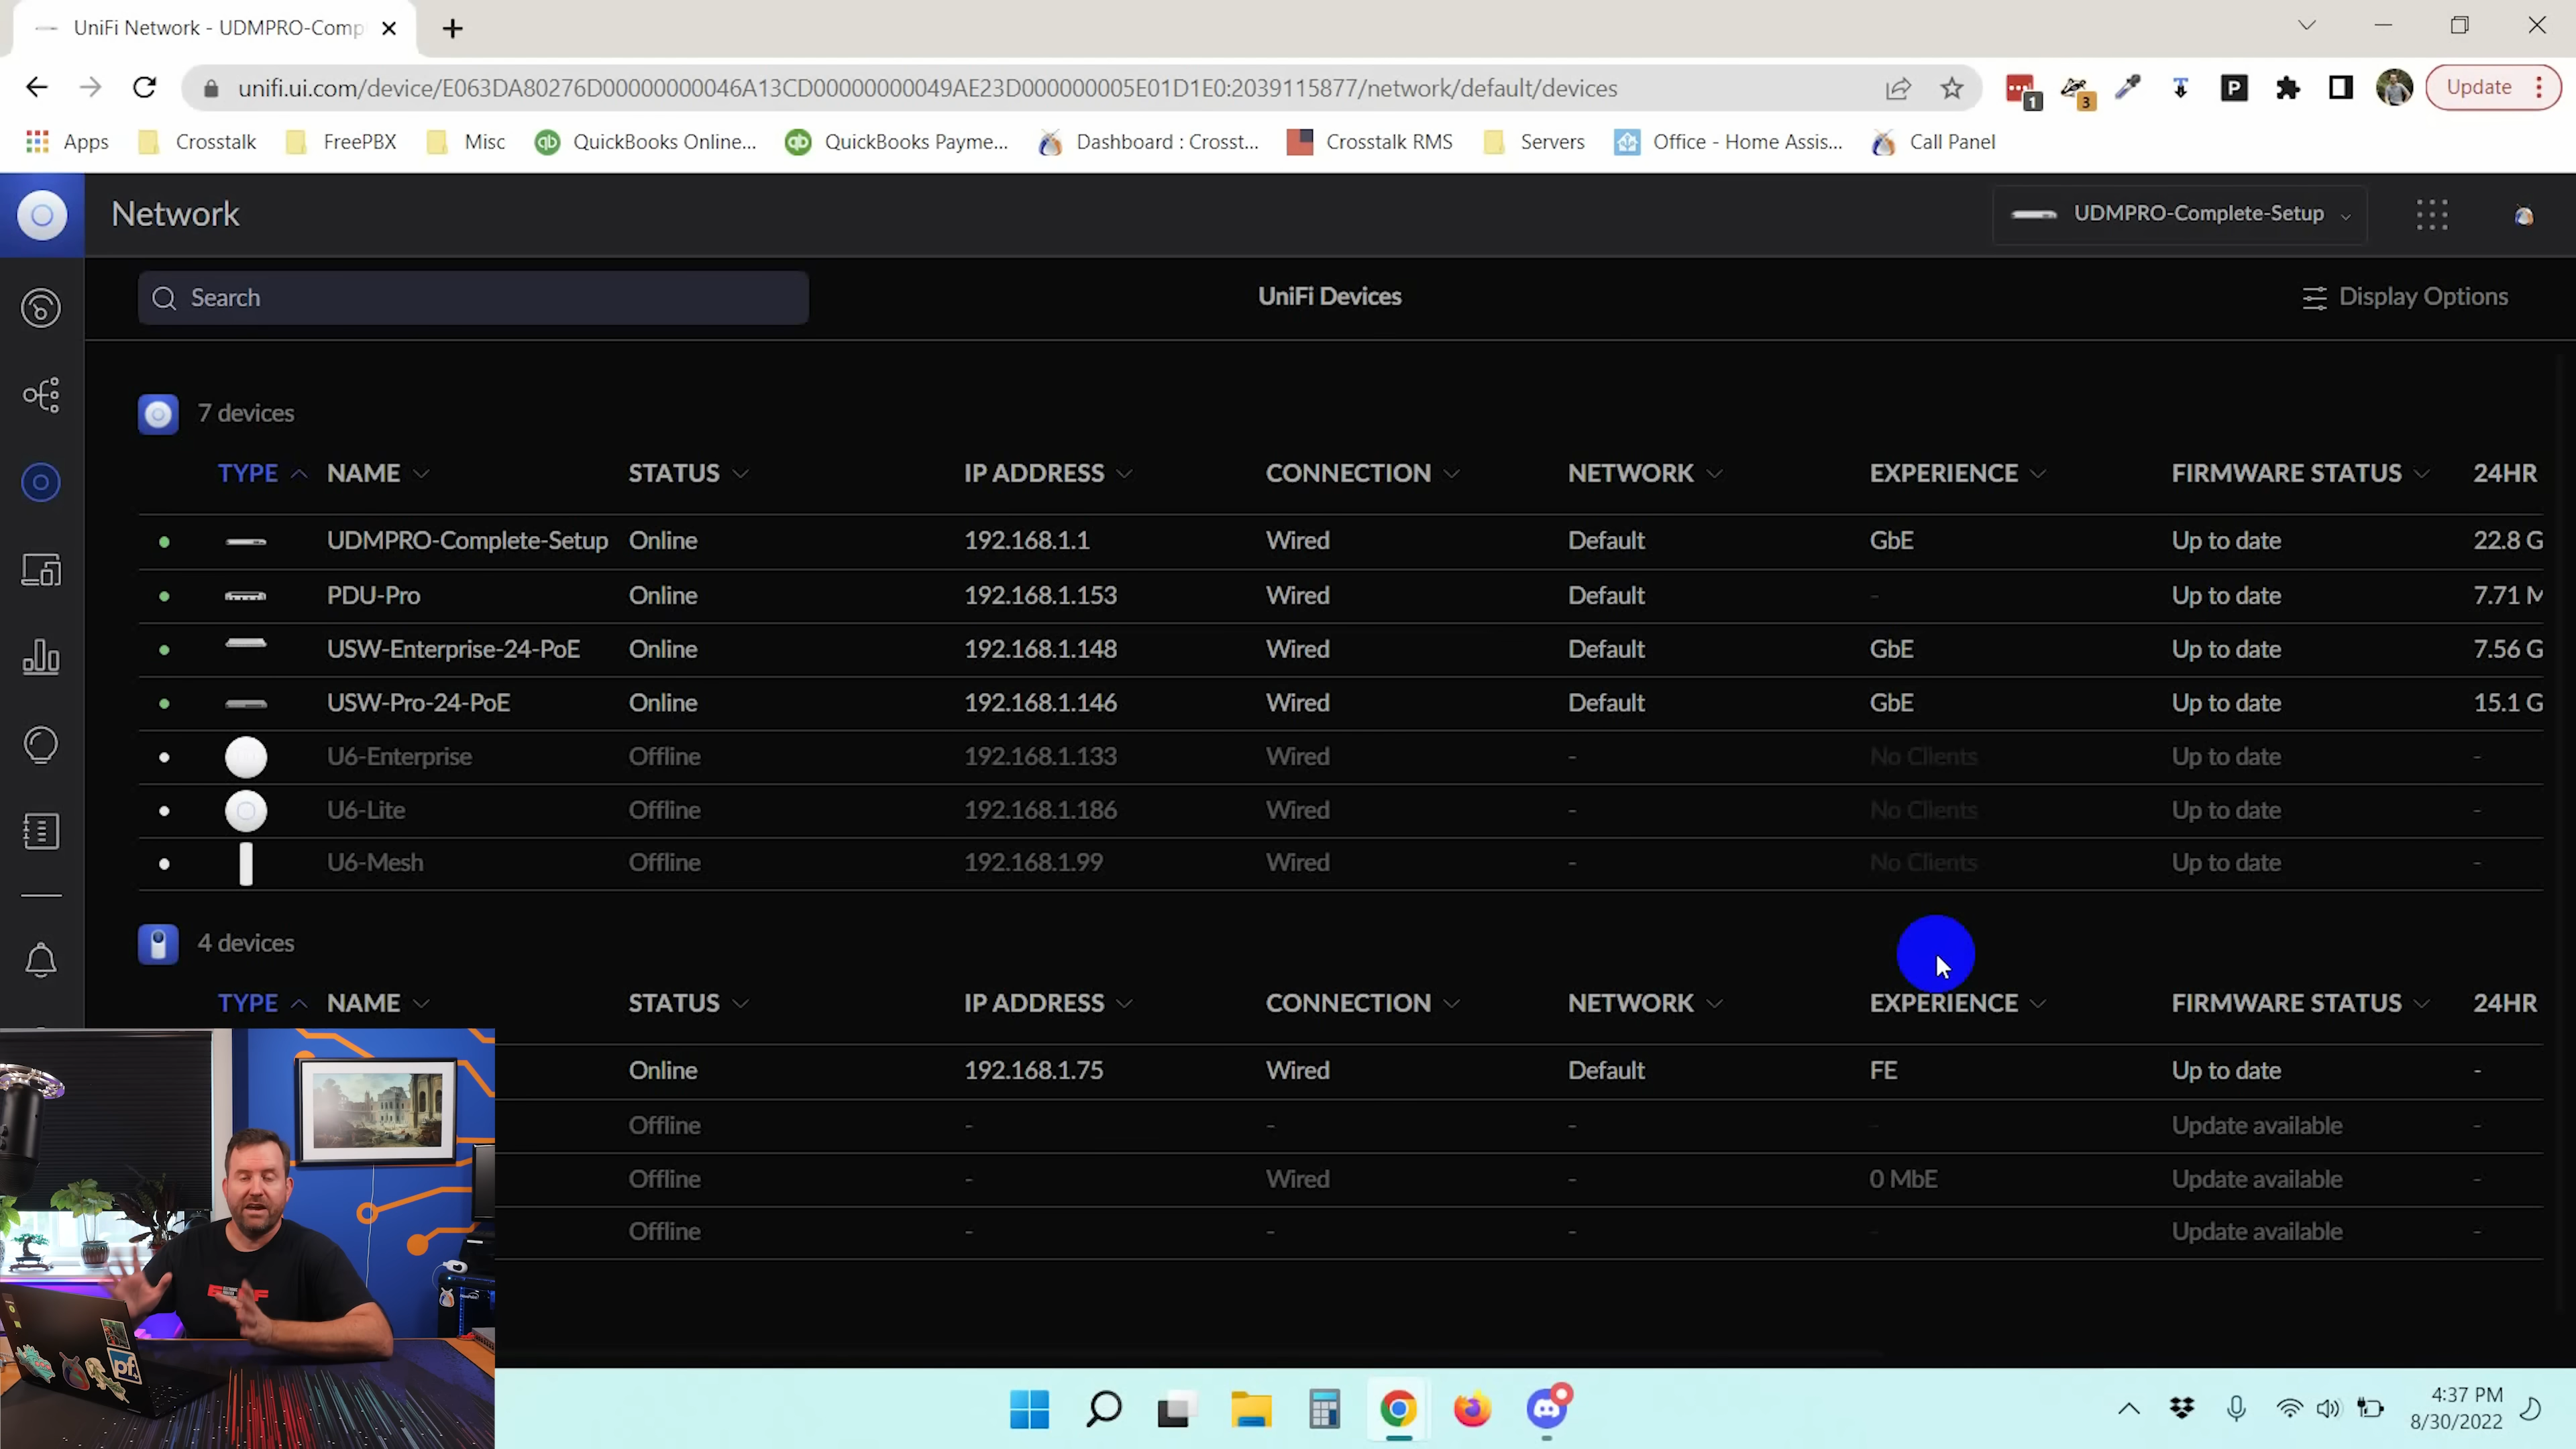 UniFi Network - UDMPRO-Comp
unifi.ui.com/device/E063DA80276D00000000046A13CD00000000049AE23D000000005E01D1E0:2039115877/network/default/devices
1
3
P
Update
Apps
Crosstalk
FreePBX
Misc
qb QuickBooks Online...
qb QuickBooks Payme...
Dashboard : Crosst...
Crosstalk RMS
Servers
Office - Home Assis...
Call Panel
Network
UDMPRO-Complete-Setup
Search
UniFi Devices
Display Options
7 devices
TYPE NAME STATUS IP ADDRESS CONNECTION NETWORK EXPERIENCE FIRMWARE STATUS 24HR
UDMPRO-Complete-Setup Online 192.168.1.1 Wired Default GbE Up to date 22.8 G
PDU-Pro Online 192.168.1.153 Wired Default - Up to date 7.71 M
USW-Enterprise-24-PoE Online 192.168.1.148 Wired Default GbE Up to date 7.56 G
USW-Pro-24-PoE Online 192.168.1.146 Wired Default GbE Up to date 15.1 G
U6-Enterprise Offline 192.168.1.133 Wired - No Clients Up to date -
U6-Lite Offline 192.168.1.186 Wired - No Clients Up to date -
U6-Mesh Offline 192.168.1.99 Wired - No Clients Up to date -
4 devices
TYPE NAME STATUS IP ADDRESS CONNECTION NETWORK EXPERIENCE FIRMWARE STATUS 24HR
Online 192.168.1.75 Wired Default FE Up to date -
Offline - - - - Update available -
Offline - Wired - 0 MbE Update available -
Offline - - - - Update available -
pf
4:37 PM
8/30/2022